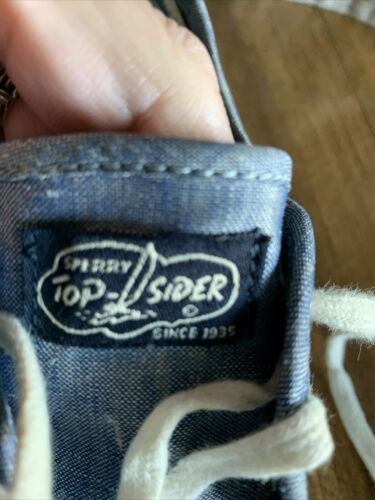 SPERRY
TOP-SIDER
©
SINCE 1935